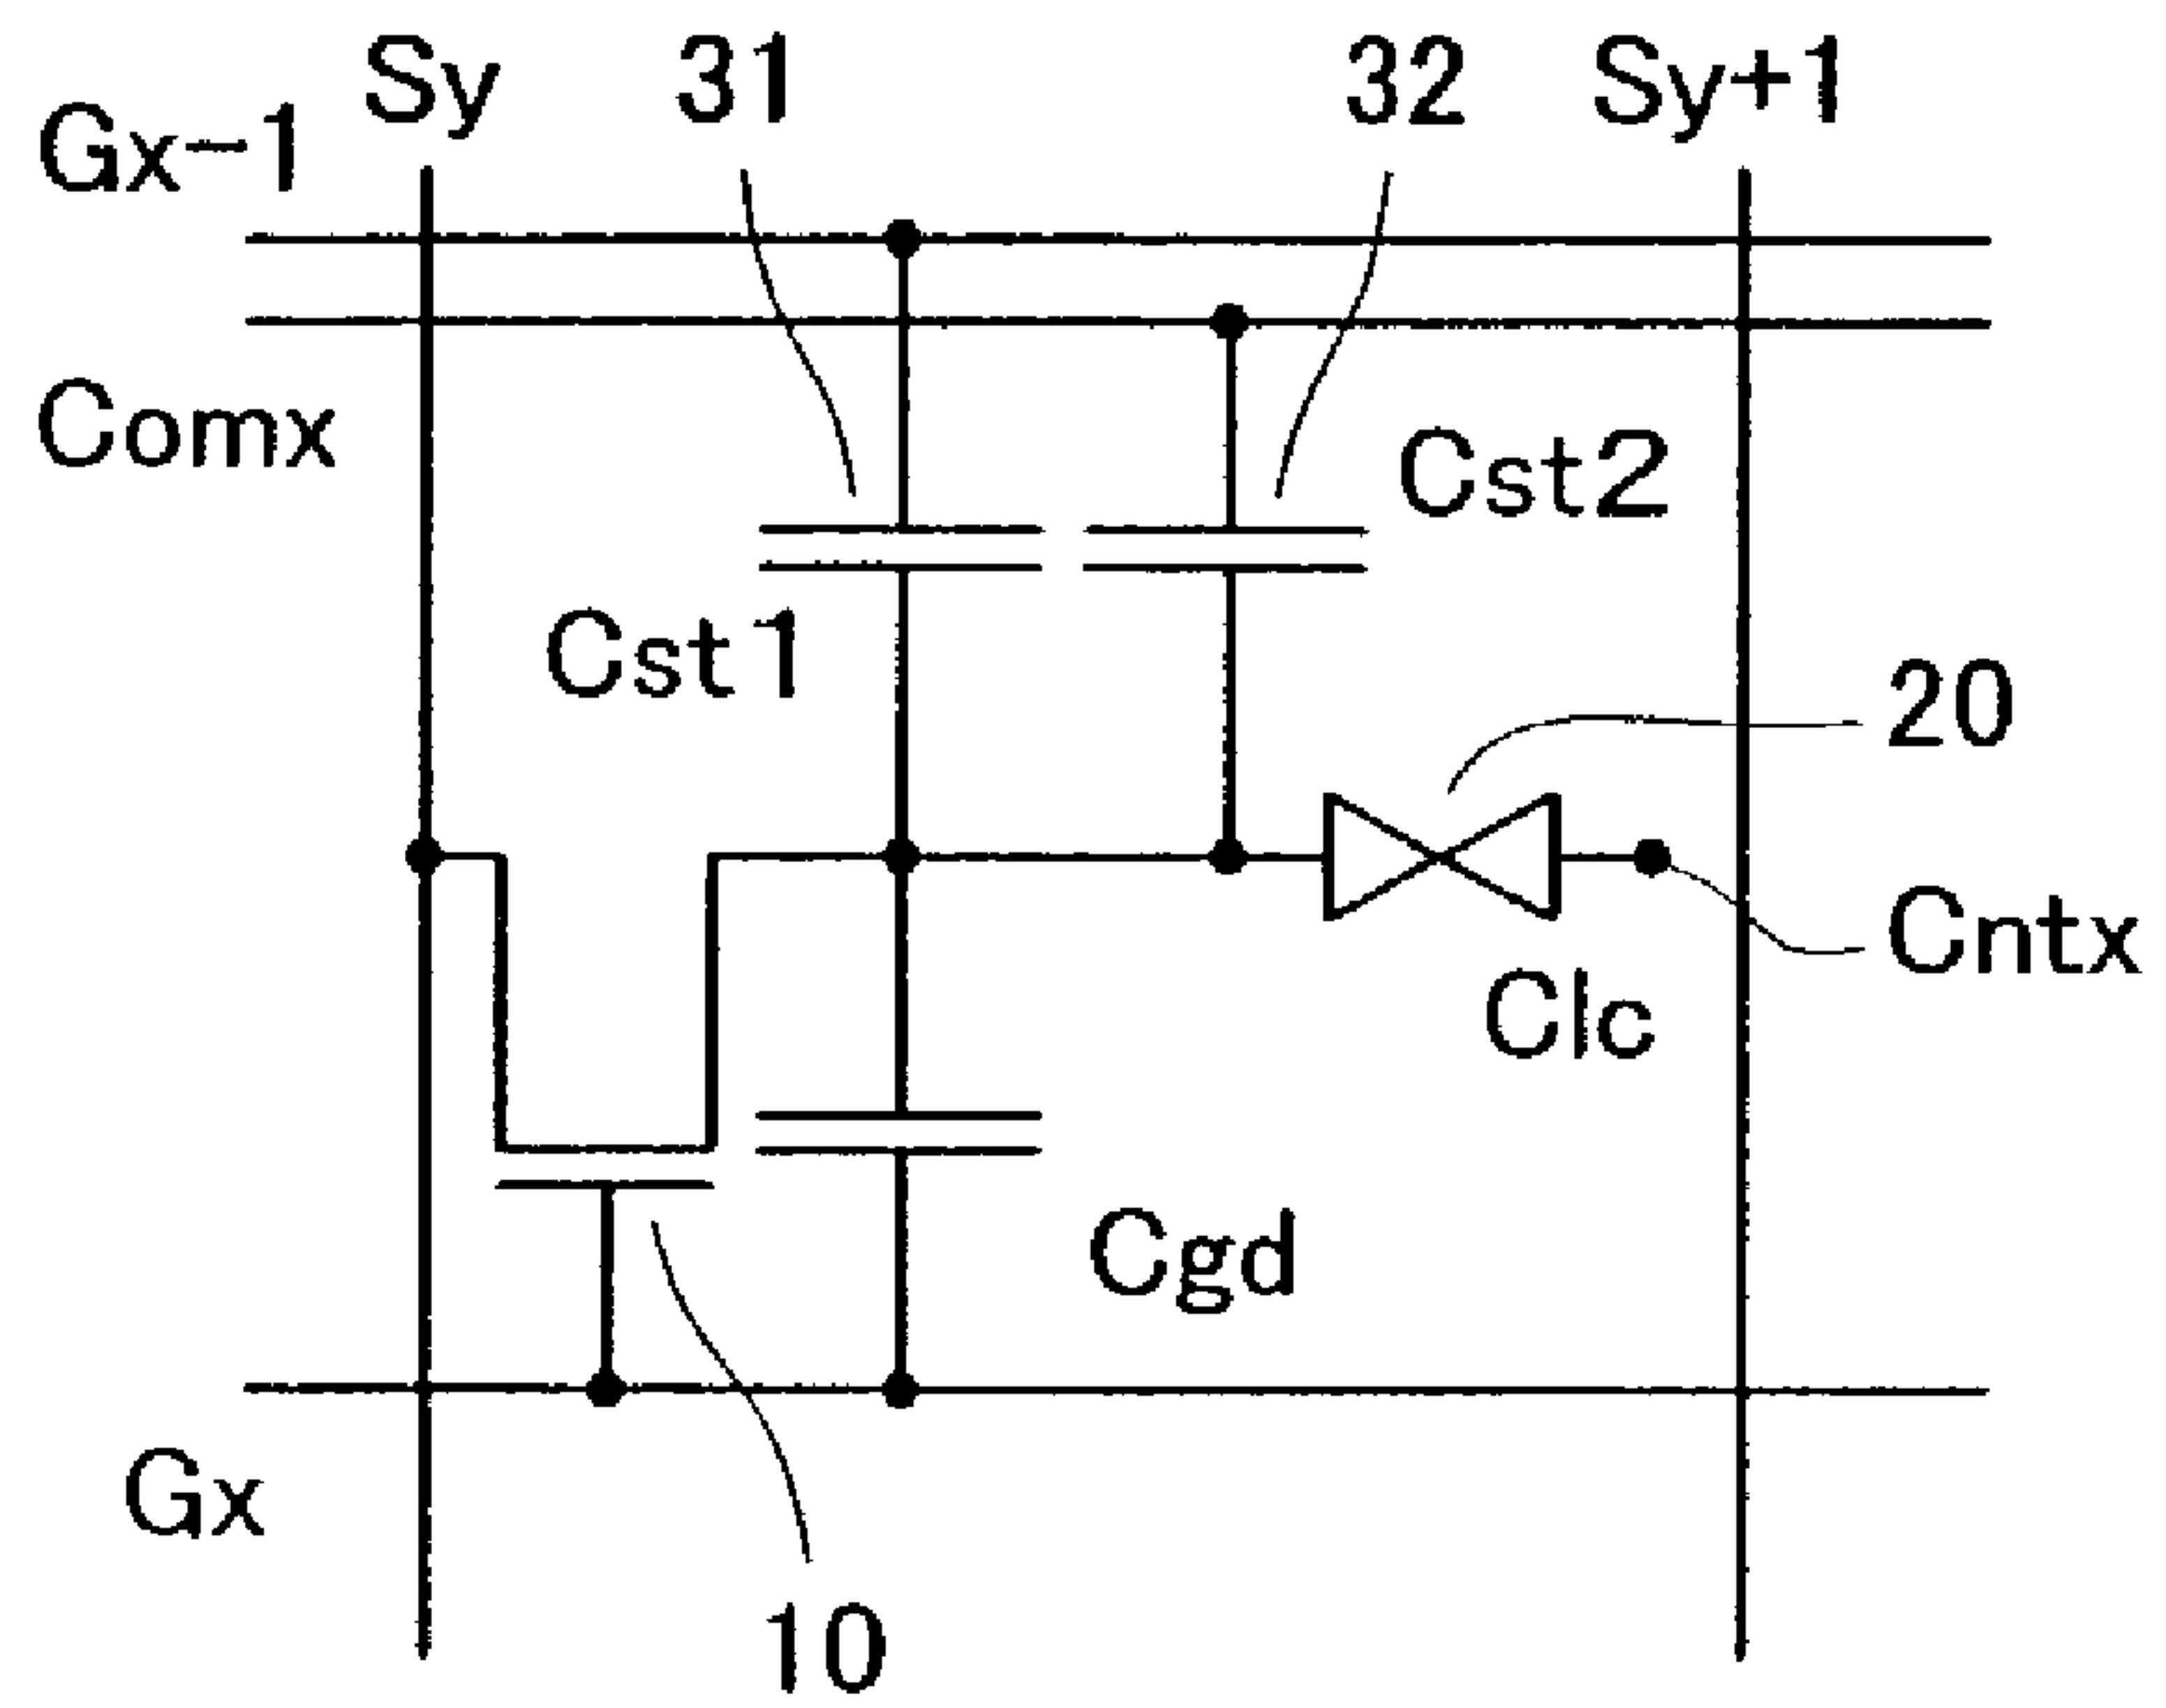 Sy 31 32 Sy+1
Gx-1
Comx
Cst2
Cst1
20
Cntx
Clc
Cgd
Gx
10